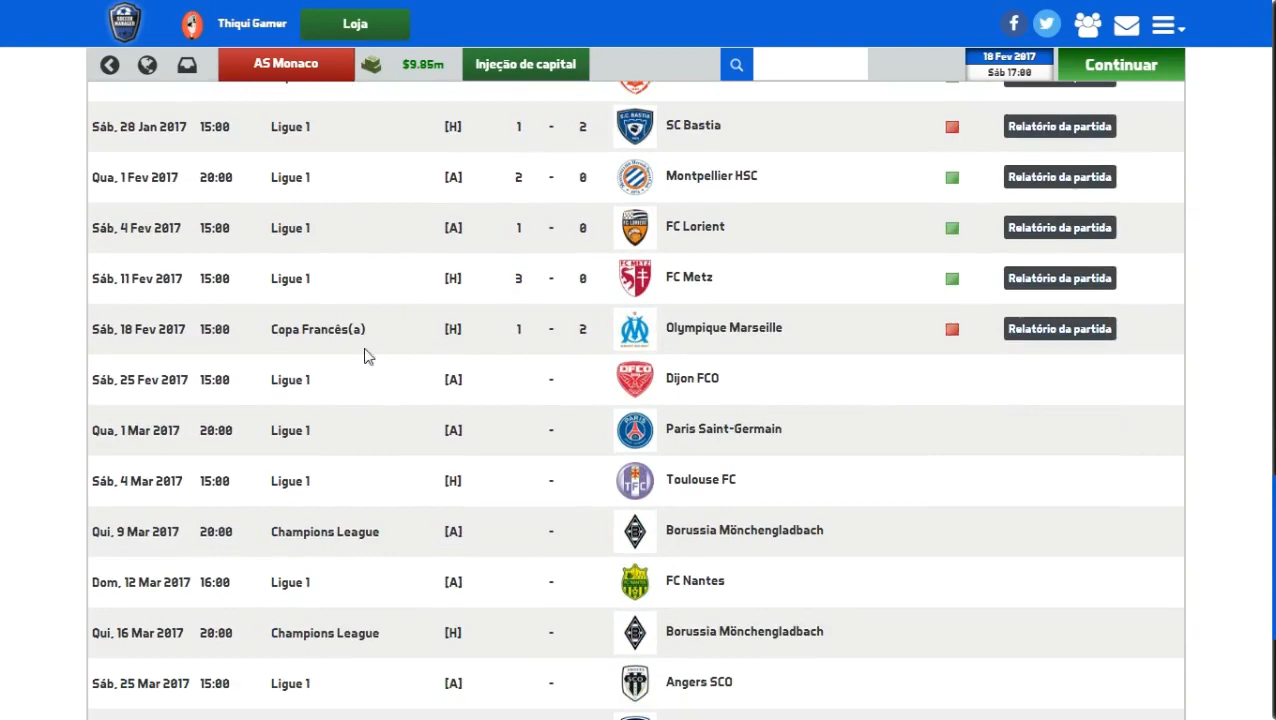 SOCCER MANAGER
Thiqui Gamer
Loja
AS Monaco
$9.85m
Injeção de capital
18 Fev 2017
Sáb 17:00
Continuar
Sáb, 28 Jan 2017 15:00 Ligue 1 [H] 1 - 2 SC Bastia Relatório da partida
Qua, 1 Fev 2017 20:00 Ligue 1 [A] 2 - 0 Montpellier HSC Relatório da partida
Sáb, 4 Fev 2017 15:00 Ligue 1 [A] 1 - 0 FC Lorient Relatório da partida
Sáb, 11 Fev 2017 15:00 Ligue 1 [H] 3 - 0 FC Metz Relatório da partida
Sáb, 18 Fev 2017 15:00 Copa Francês(a) [H] 1 - 2 Olympique Marseille Relatório da partida
Sáb, 25 Fev 2017 15:00 Ligue 1 [A] - Dijon FCO
Qua, 1 Mar 2017 20:00 Ligue 1 [A] - Paris Saint-Germain
Sáb, 4 Mar 2017 15:00 Ligue 1 [H] - Toulouse FC
Qui, 9 Mar 2017 20:00 Champions League [A] - Borussia Mönchengladbach
Dom, 12 Mar 2017 16:00 Ligue 1 [A] - FC Nantes
Qui, 16 Mar 2017 20:00 Champions League [H] - Borussia Mönchengladbach
Sáb, 25 Mar 2017 15:00 Ligue 1 [A] - Angers SCO